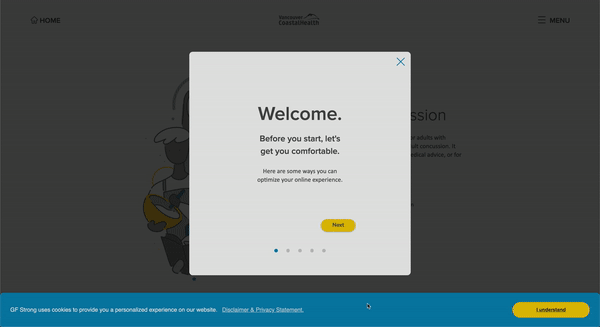 HOME
Vancouver
CoastalHealth
MENU
Welcome.
Before you start, let's
get you comfortable.
Here are some ways you can
optimize your online experience.
Next
ssion
or adults with
ult concussion. It
edical advice, or for
GF Strong uses cookies to provide you a personalized experience on our website. Disclaimer & Privacy Statement.
I understand